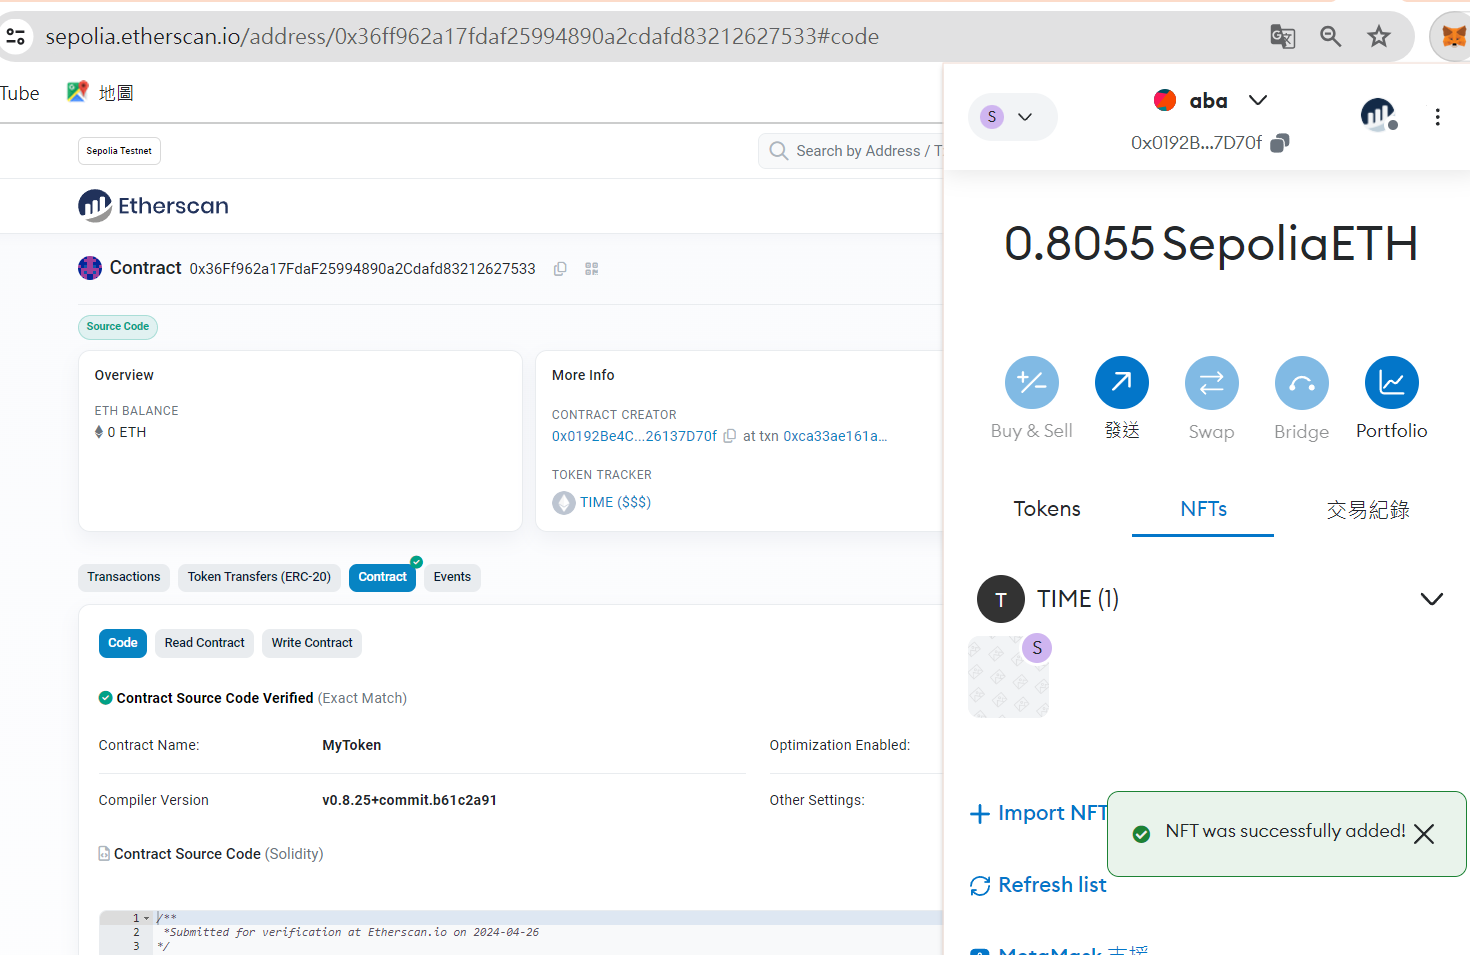 sepolia.etherscan.io/address/0x36ff962a17fdaf25994890a2cdafd83212627533#code
Tube
地圖
Sepolia Testnet
Search by Address / T
Etherscan
Contract 0x36Ff962a17FdaF25994890a2Cdafd83212627533
Source Code
Overview
ETH BALANCE
0 ETH
More Info
CONTRACT CREATOR
0x0192Be4C...26137D70f at txn 0xca33ae161a...
TOKEN TRACKER
TIME ($$$)
Transactions
Token Transfers (ERC-20)
Contract
Events
Code
Read Contract
Write Contract
Contract Source Code Verified (Exact Match)
Contract Name:
MyToken
Optimization Enabled:
Compiler Version
v0.8.25+commit.b61c2a91
Other Settings:
Contract Source Code (Solidity)
1 /**
2 *Submitted for verification at Etherscan.io on 2024-04-26
3 */
S
aba
0x0192B...7D70f
0.8055 SepoliaETH
Buy & Sell
發送
Swap
Bridge
Portfolio
Tokens
NFTs
交易紀錄
T
TIME (1)
S
Import NFT
NFT was successfully added!
Refresh list
MetaMask 支援